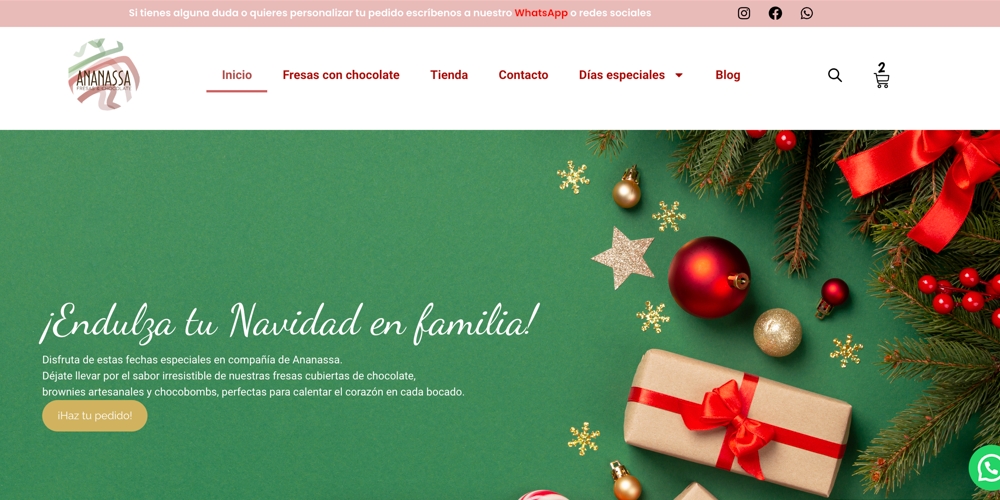 Si tienes alguna duda o quieres personalizar tu pedido escríbenos a nuestro WhatsApp o redes sociales
ANANASSA
FRESAS & CHOCOLATE
Inicio
Fresas con chocolate
Tienda
Contacto
Días especiales
Blog
2
¡Endulza tu Navidad en familia!
Disfruta de estas fechas especiales en compañía de Ananassa.
Déjate llevar por el sabor irresistible de nuestras fresas cubiertas de chocolate,
brownies artesanales y chocobombs, perfectas para calentar el corazón en cada bocado.
¡Haz tu pedido!